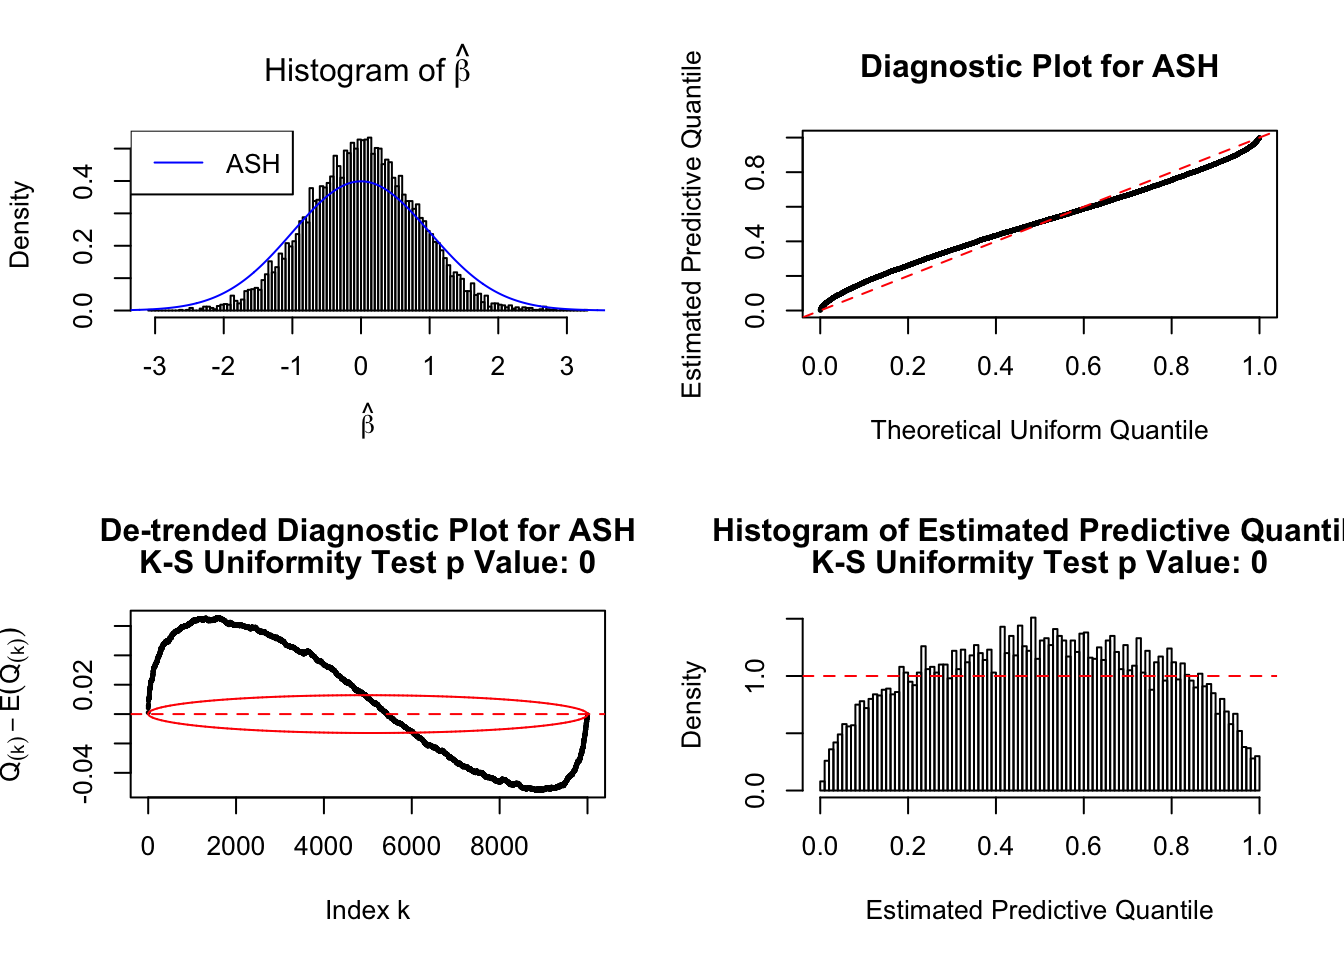 Histogram of β̂
ASH
Density
0.0 0.2 0.4
-3 -2 -1 0 1 2 3
β̂
Diagnostic Plot for ASH
Estimated Predictive Quantile
0.0 0.4 0.8
0.0 0.2 0.4 0.6 0.8 1.0
Theoretical Uniform Quantile
De-trended Diagnostic Plot for ASH
K-S Uniformity Test p Value: 0
Q(k) − E(Q(k))
-0.04 0.02
0 2000 4000 6000 8000
Index k
Histogram of Estimated Predictive Quantil
K-S Uniformity Test p Value: 0
Density
0.0 1.0
0.0 0.2 0.4 0.6 0.8 1.0
Estimated Predictive Quantile